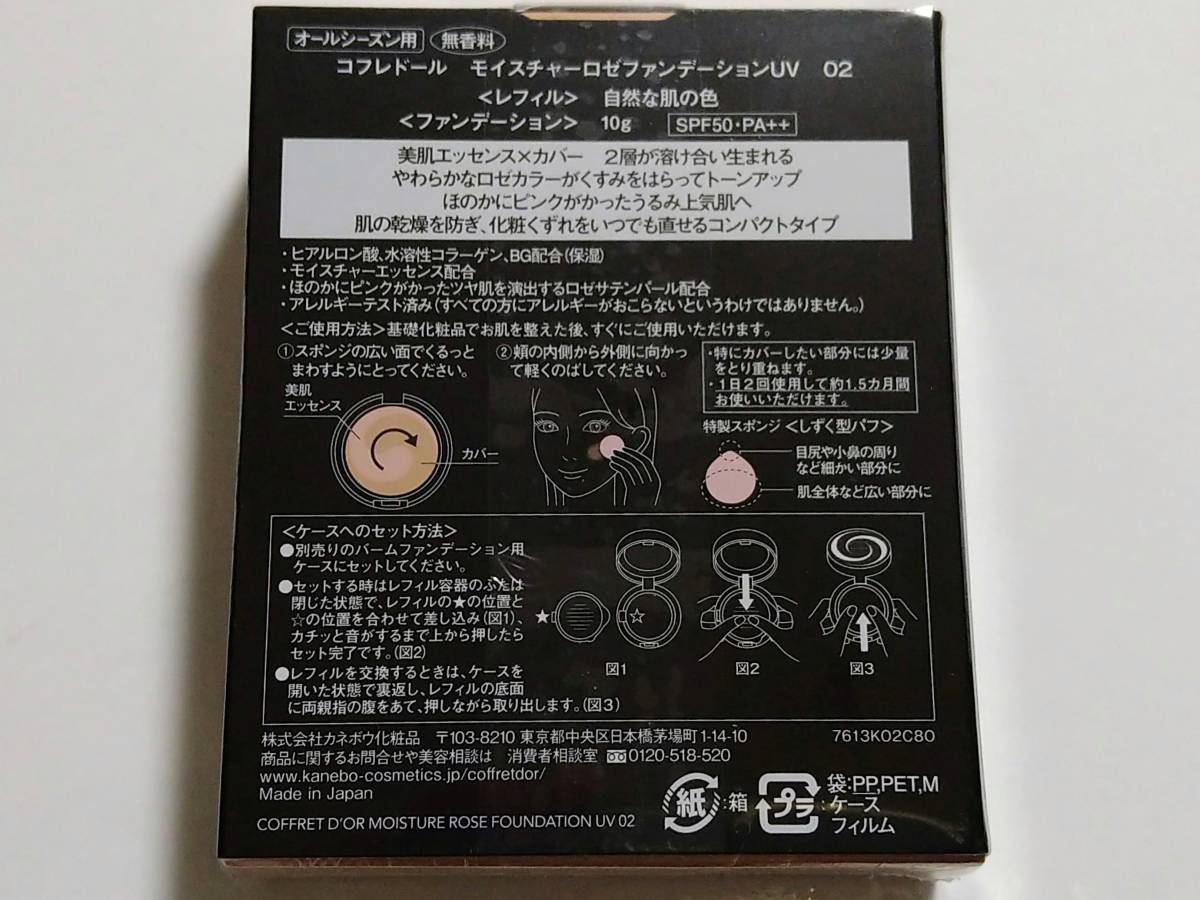 オールシーズン用 無香料
コフレドール モイスチャーロゼファンデーションUV 02
<レフィル> 自然な肌の色
<ファンデーション> 10g SPF50・PA++
美肌エッセンス×カバー 2層が溶け合い生まれる
やわらかなロゼカラーがくすみをはらってトーンアップ
ほのかにピンクがかったうるみ上気肌へ
肌の乾燥を防ぎ、化粧くずれをいつでも直せるコンパクトタイプ
・ヒアルロン酸、水溶性コラーゲン、BG配合(保湿)
・モイスチャーエッセンス配合
・ほのかにピンクがかったツヤ肌を演出するロゼサテンパール配合
・アレルギーテスト済み(すべての方にアレルギーがおこらないというわけではありません。)
<ご使用方法>基礎化粧品でお肌を整えた後、すぐにご使用いただけます。
①スポンジの広い面でくるっと
まわすようにとってください。
美肌
エッセンス
カバー
②頬の内側から外側に向かっ
て軽くのばしてください。
・特にカバーしたい部分には少量
をとり重ねます。
・1日2回使用して約1.5カ月間
お使いいただけます。
特製スポンジ<しずく型パフ>
目尻や小鼻の周り
など細かい部分に
肌全体など広い部分に
<ケースへのセット方法>
●別売りのバームファンデーション用
ケースにセットしてください。
●セットする時はレフィル容器のふたは
閉じた状態で、レフィルの★の位置と
☆の位置を合わせて差し込み(図1)、
カチッと音がするまで上から押したら
セット完了です。(図2)
●レフィルを交換するときは、ケースを
開いた状態で裏返し、レフィルの底面
に両親指の腹をあて、押しながら取り出します。(図3)
★ ☆
図1 図2 図3
株式会社カネボウ化粧品 〒103-8210 東京都中央区日本橋茅場町1-14-10 7613K02C80
商品に関するお問合せや美容相談は 消費者相談室 0120-518-520
www.kanebo-cosmetics.jp/coffretdor/
Made in Japan
紙 :箱 プラ :袋:PP,PET,M
ケース
フィルム
COFFRET D'OR MOISTURE ROSE FOUNDATION UV 02